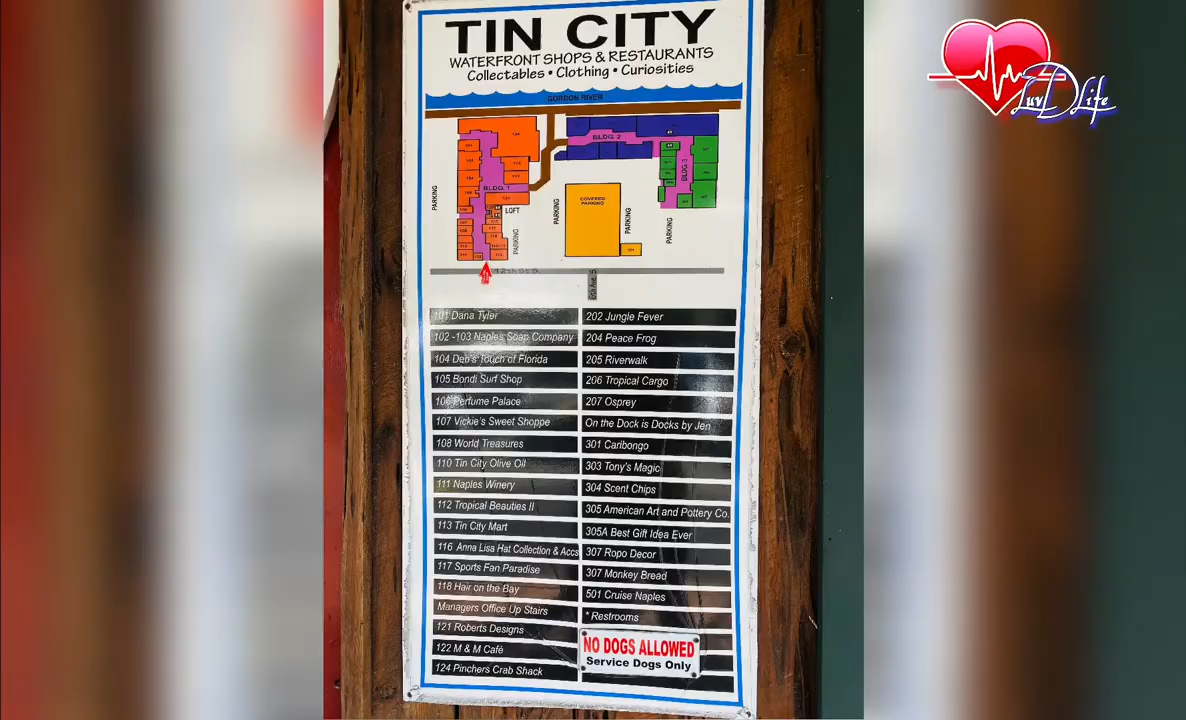 TIN CITY
WATERFRONT SHOPS & RESTAURANTS
Collectables • Clothing • Curiosities
LuvDLife
GORDON RIVER
BLDG 2
BLDG 3
BLDG 1
PARKING
LOFT
PARKING
PARKING
COVERED
PARKING
PARKING
PARKING
101 Dana Tyler
102 -103 Naples Soap Company
104 Deb's Touch of Florida
105 Bondi Surf Shop
106 Perfume Palace
107 Vickie's Sweet Shoppe
108 World Treasures
110 Tin City Olive Oil
111 Naples Winery
112 Tropical Beauties II
113 Tin City Mart
116 Anna Lisa Hat Collection & Accs
117 Sports Fan Paradise
118 Hair on the Bay
Managers Office Up Stairs
121 Roberts Designs
122 M & M Café
124 Pinchers Crab Shack
202 Jungle Fever
204 Peace Frog
205 Riverwalk
206 Tropical Cargo
207 Osprey
On the Dock is Docks by Jen
301 Caribongo
303 Tony's Magic
304 Scent Chips
305 American Art and Pottery Co.
305A Best Gift Idea Ever
307 Ropo Decor
307 Monkey Bread
501 Cruise Naples
* Restrooms
NO DOGS ALLOWED
Service Dogs Only